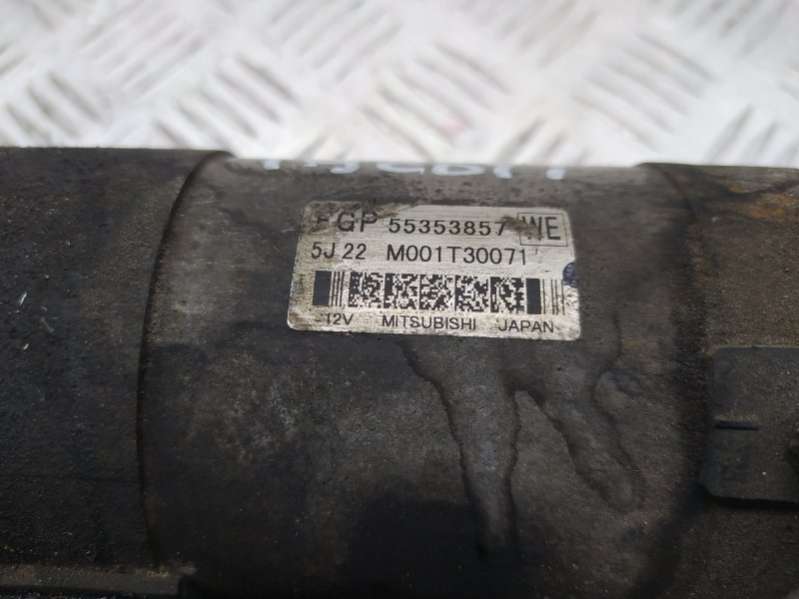 GP 55353857 WE
5J 22 M001T30071
12V MITSUBISHI JAPAN